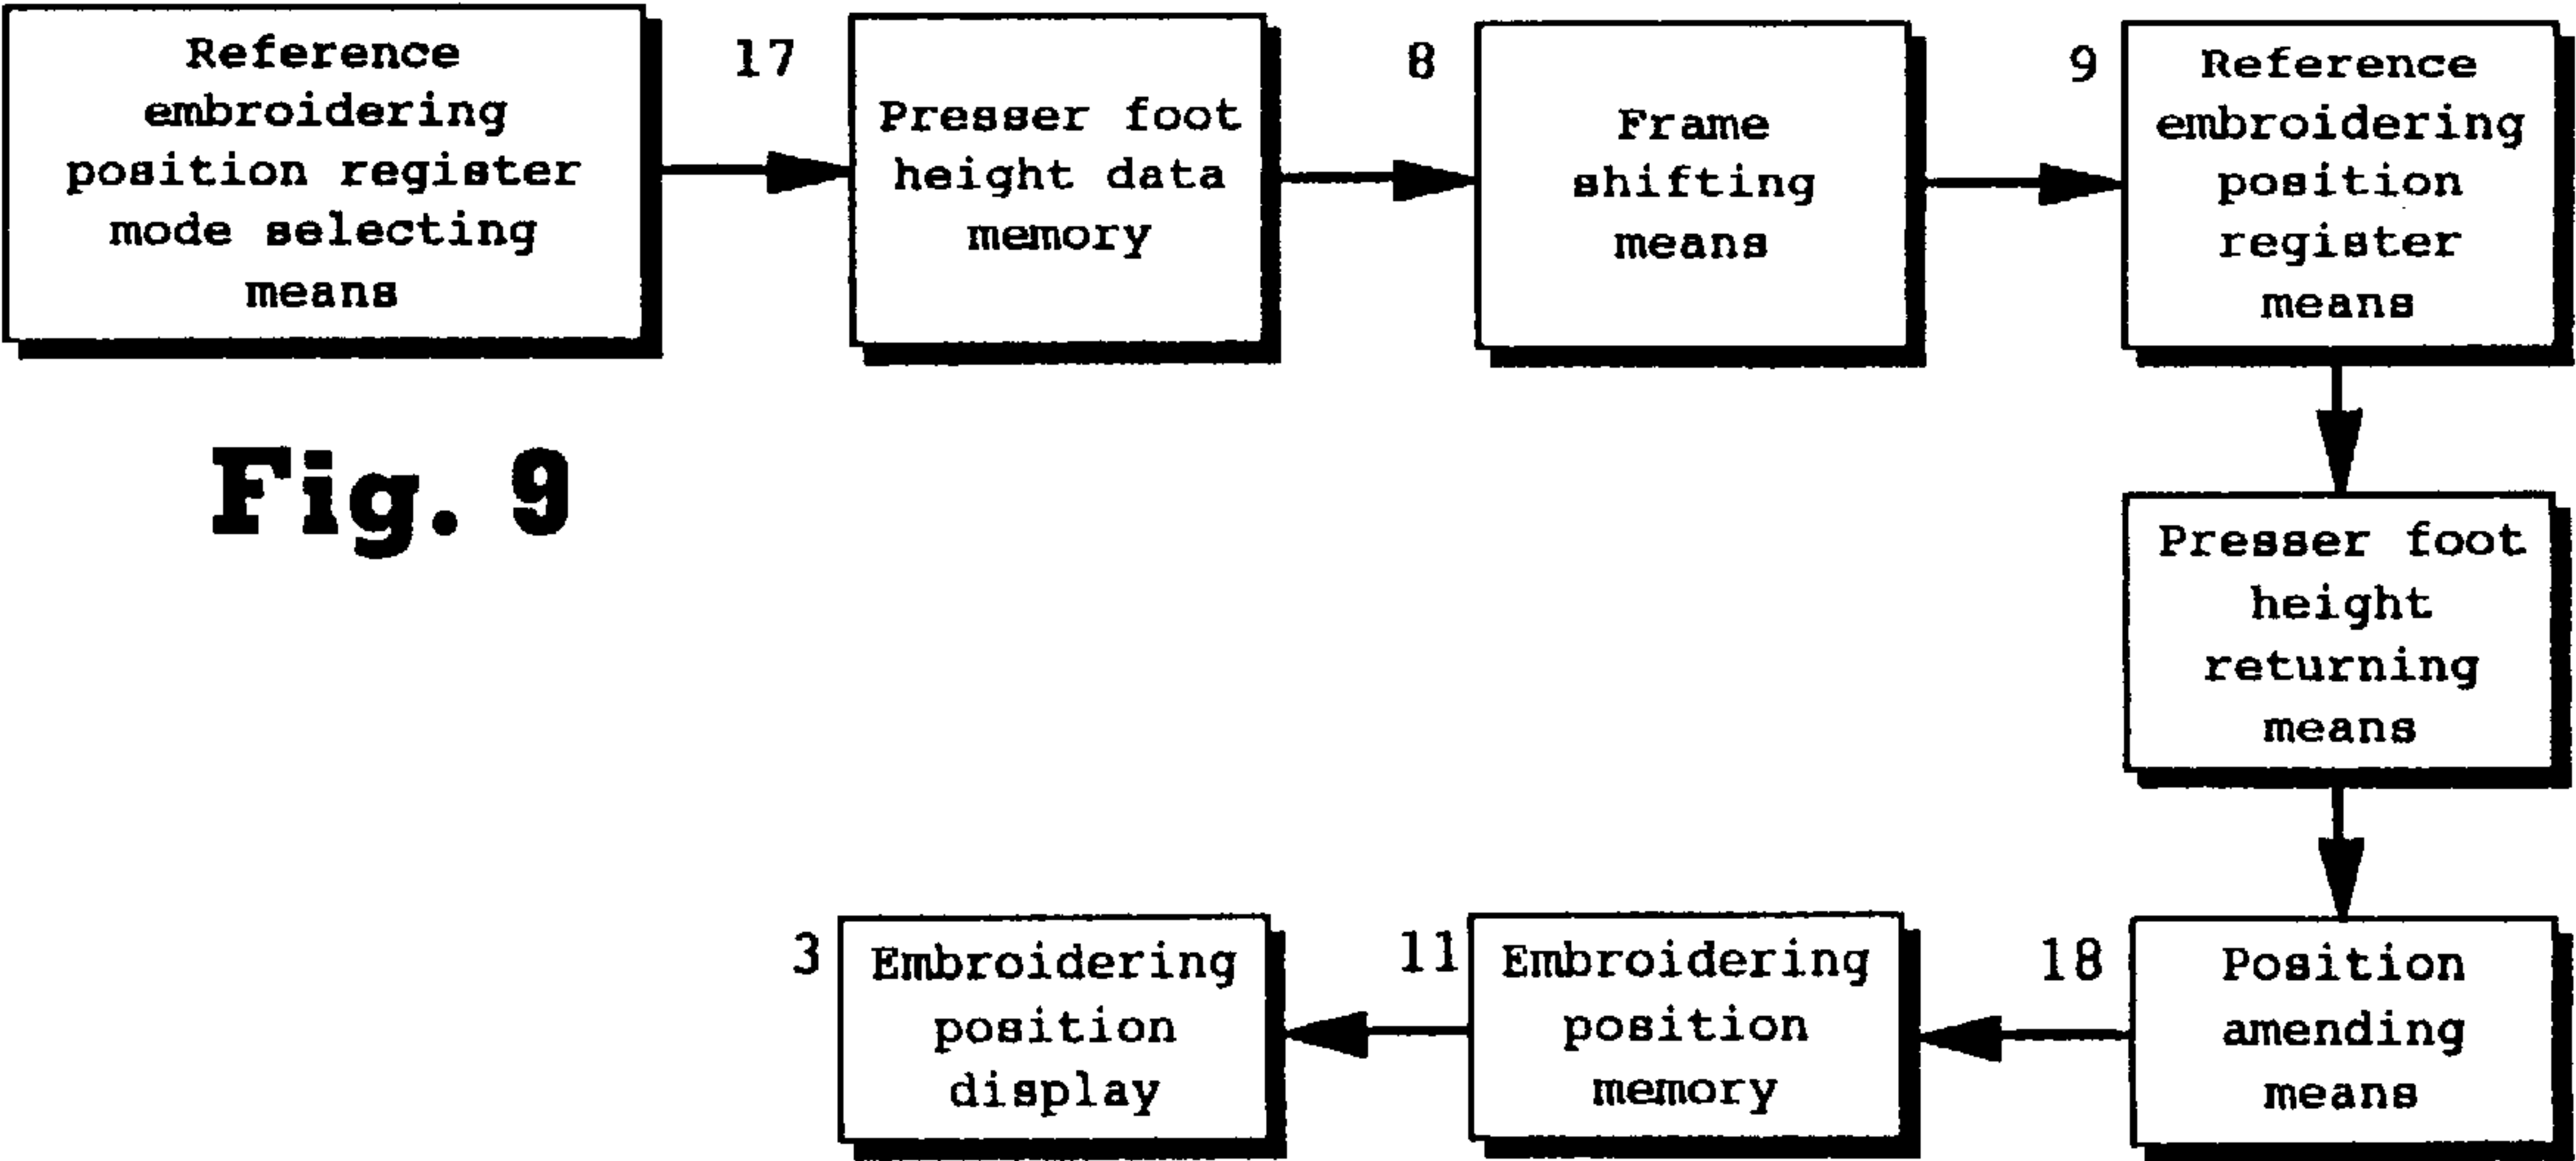 Reference
embroidering
position register
mode selecting
means
17
Presser foot
height data
memory
8
Frame
shifting
means
9
Reference
embroidering
position
register
means
Fig. 9
Presser foot
height
returning
means
18
Position
amending
means
11
Embroidering
position
memory
3
Embroidering
position
display